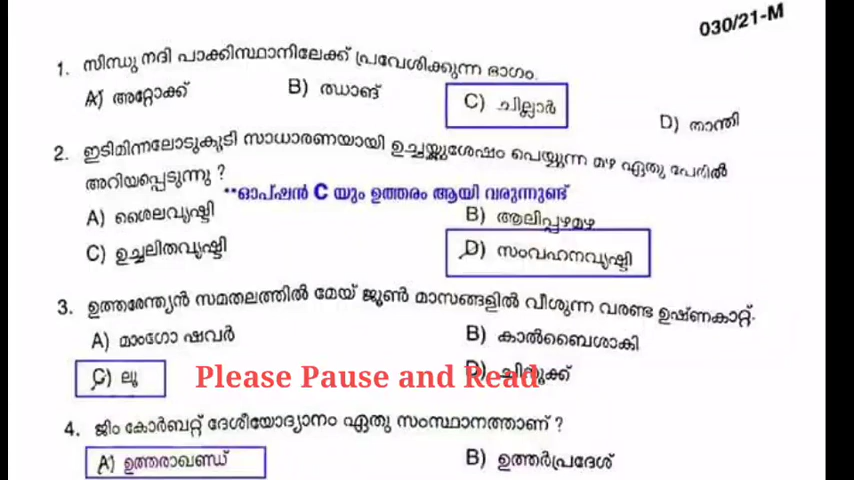 030/21-M
1. സിന്ധു നദി പാക്കിസ്ഥാനിലേക്ക് പ്രവേശിക്കുന്ന ഭാഗം.
A) അറ്റോക്ക് B) ഝാങ് C) ചില്ലാർ D) താന്തി
2. ഇടിമിന്നലോടുകൂടി സാധാരണയായി ഉച്ചയ്ക്കുശേഷം പെയ്യുന്ന മഴ ഏതു പേരിൽ
അറിയപ്പെടുന്നു ?
**ഓപ്ഷൻ C യും ഉത്തരം ആയി വരുന്നുണ്ട്
A) ശൈലവൃഷ്ടി B) ആലിപ്പഴമഴ
C) ഉച്ചലിതവൃഷ്ടി D) സംവഹനവൃഷ്ടി
3. ഉത്തരേന്ത്യൻ സമതലത്തിൽ മേയ് ജൂൺ മാസങ്ങളിൽ വീശുന്ന വരണ്ട ഉഷ്ണകാറ്റ്.
A) മാംഗോ ഷവർ B) കാൽബൈശാകി
C) ലൂ D)
Please Pause and Read
4. ജിം കോർബറ്റ് ദേശീയോദ്യാനം ഏതു സംസ്ഥാനത്താണ് ?
A) ഉത്തരാഖണ്ഡ് B) ഉത്തർപ്രദേശ്